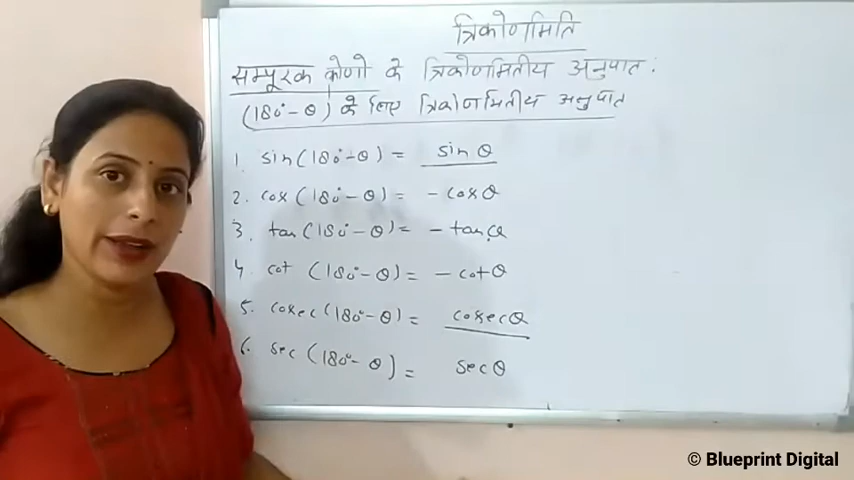 त्रिकोणमिति
सम्पूरक कोणो के त्रिकोणमितीय अनुपात :
(180° - θ) के लिए त्रिकोणमितीय अनुपात
1. sin (180° - θ) = sin θ
2. cos (180° - θ) = - cos θ
3. tan (180° - θ) = - tan θ
4. cot (180° - θ) = - cot θ
5. cosec (180° - θ) = cosec θ
6. sec (180° - θ) = sec θ
© Blueprint Digital